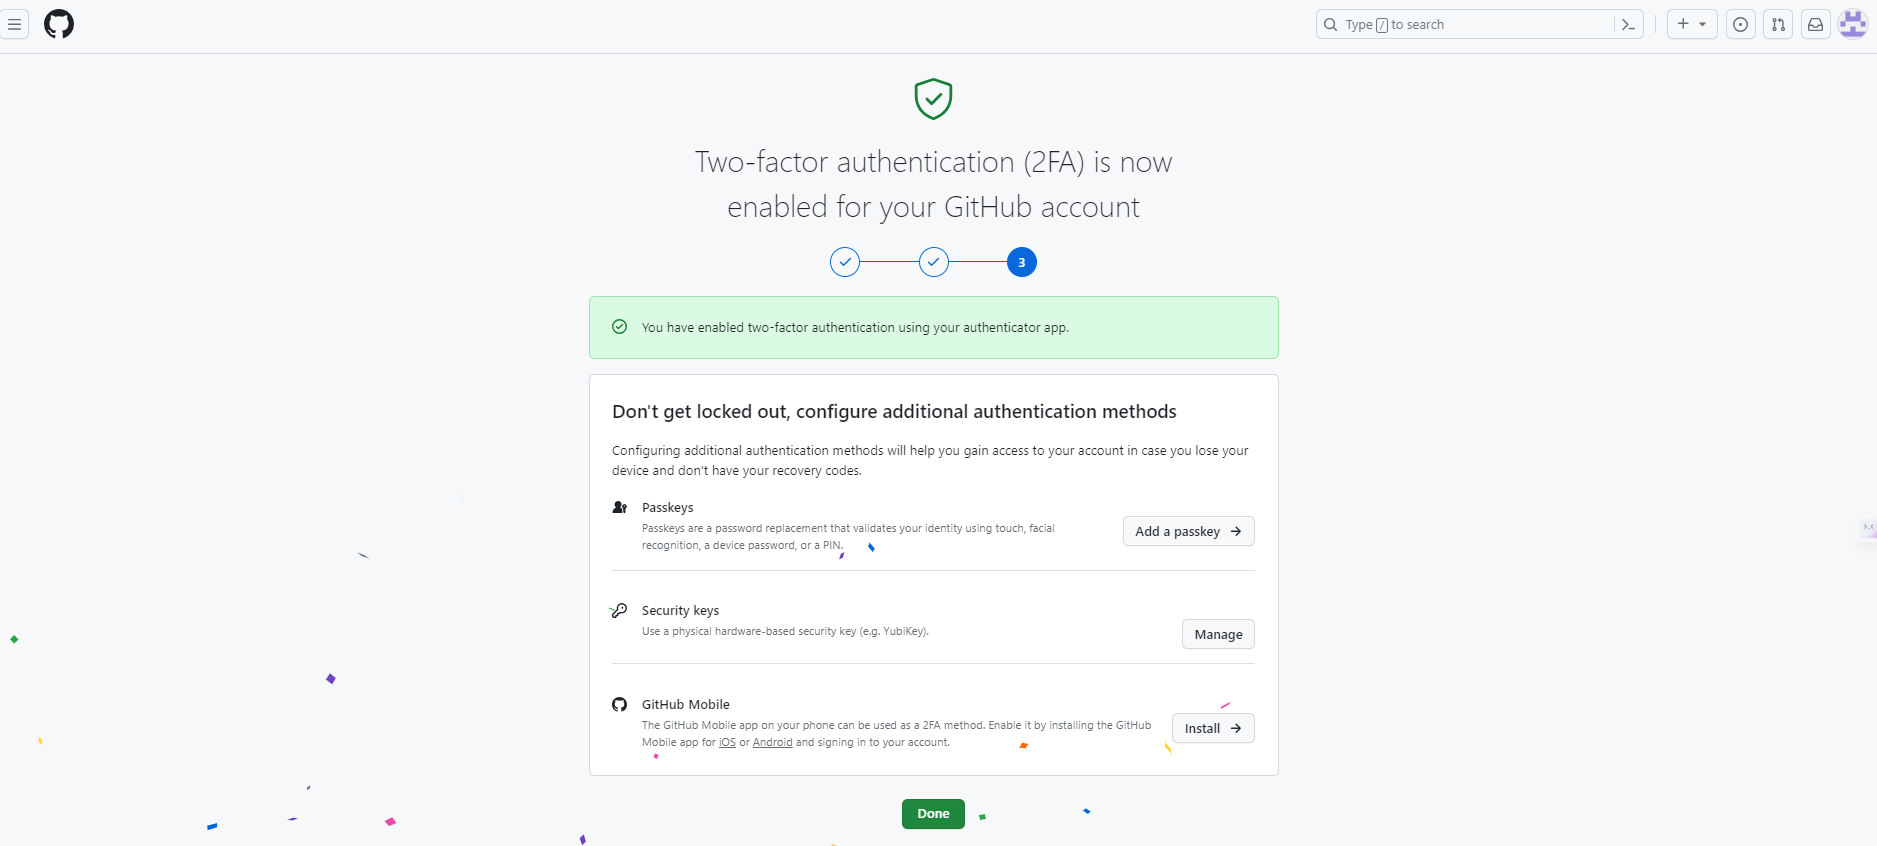 Type / to search
Two-factor authentication (2FA) is now
enabled for your GitHub account
3
You have enabled two-factor authentication using your authenticator app.
Don't get locked out, configure additional authentication methods
Configuring additional authentication methods will help you gain access to your account in case you lose your
device and don't have your recovery codes.
Passkeys
Passkeys are a password replacement that validates your identity using touch, facial
recognition, a device password, or a PIN.
Add a passkey
Security keys
Use a physical hardware-based security key (e.g. YubiKey).
Manage
GitHub Mobile
The GitHub Mobile app on your phone can be used as a 2FA method. Enable it by installing the GitHub
Mobile app for iOS or Android and signing in to your account.
Install
Done